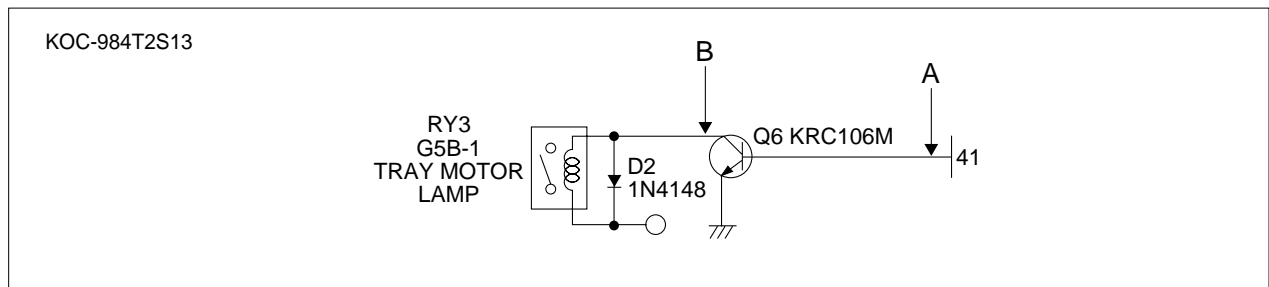 KOC-984T2S13
B
A
RY3
G5B-1
TRAY MOTOR
LAMP
Q6 KRC106M
41
D2
1N4148